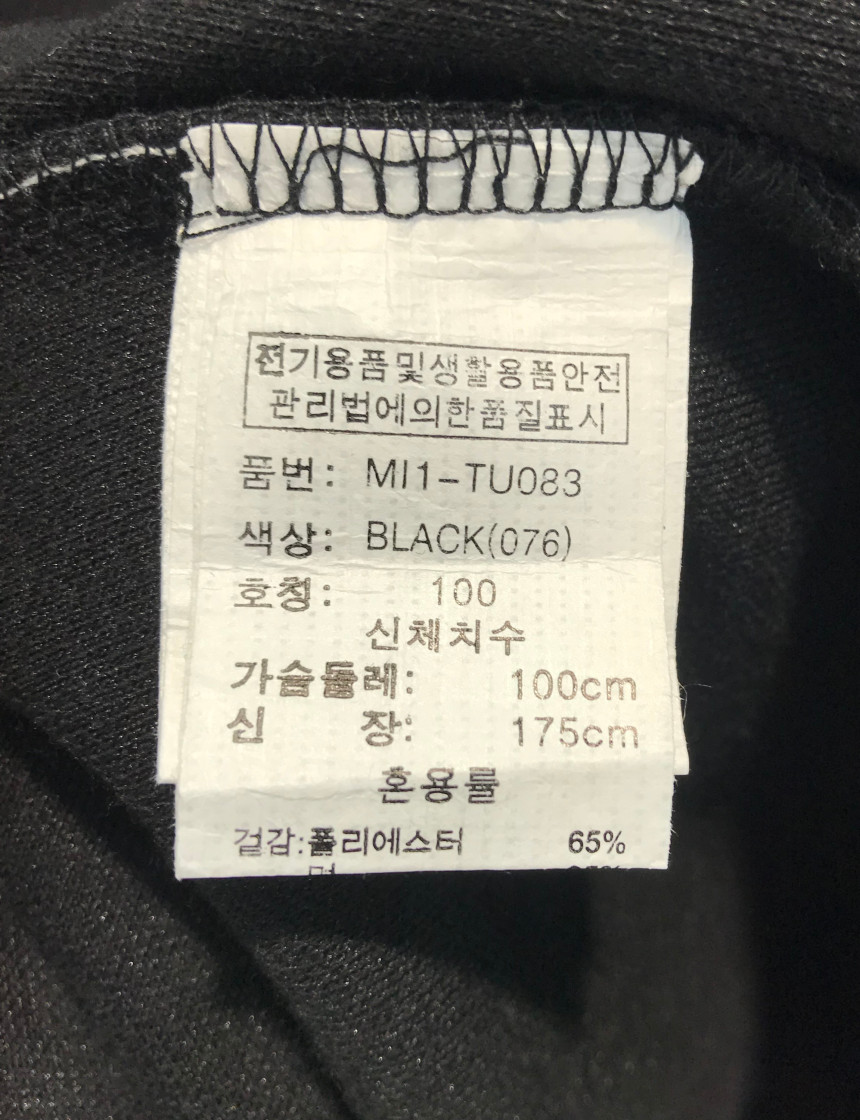 전기용품및생활용품안전
관리법에의한품질표시
품번: MI1-TU083
색상: BLACK(076)
호칭: 100
신체치수
가슴둘레: 100cm
신 장: 175cm
혼용률
겉감:폴리에스터 65%